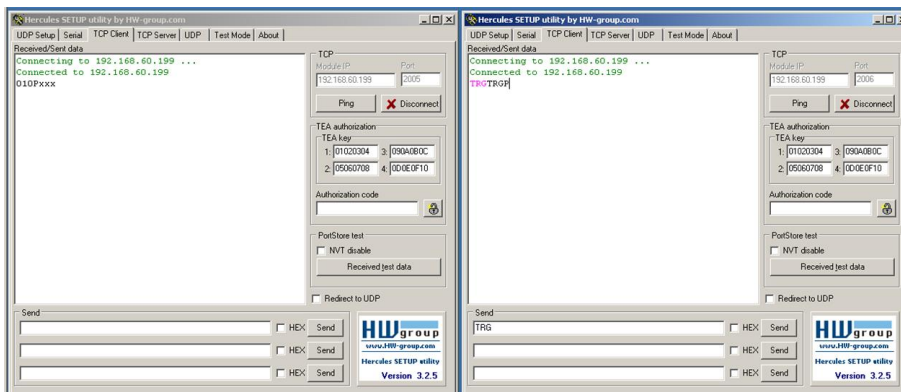 Hercules SETUP utility by HW-group.com
UDP Setup Serial TCP Client TCP Server UDP Test Mode About
Received/Sent data
Connecting to 192.168.60.199 ...
Connected to 192.168.60.199
010Pxxx
TCP
Module IP Port
192.168.60.199 2005
Ping Disconnect
TEA authorization
TEA key
1: 01020304 3: 090A0B0C
2: 05060708 4: 0D0E0F10
Authorization code
PortStore test
NVT disable
Received test data
Redirect to UDP
Send
HEX Send
HEX Send
HEX Send
HW group
www.HW-group.com
Hercules SETUP utility
Version 3.2.5
Hercules SETUP utility by HW-group.com
UDP Setup Serial TCP Client TCP Server UDP Test Mode About
Received/Sent data
Connecting to 192.168.60.199 ...
Connected to 192.168.60.199
TRGTRGP
TCP
Module IP Port
192.168.60.199 2006
Ping Disconnect
TEA authorization
TEA key
1: 01020304 3: 090A0B0C
2: 05060708 4: 0D0E0F10
Authorization code
PortStore test
NVT disable
Received test data
Redirect to UDP
Send
TRG HEX Send
HEX Send
HEX Send
HW group
www.HW-group.com
Hercules SETUP utility
Version 3.2.5